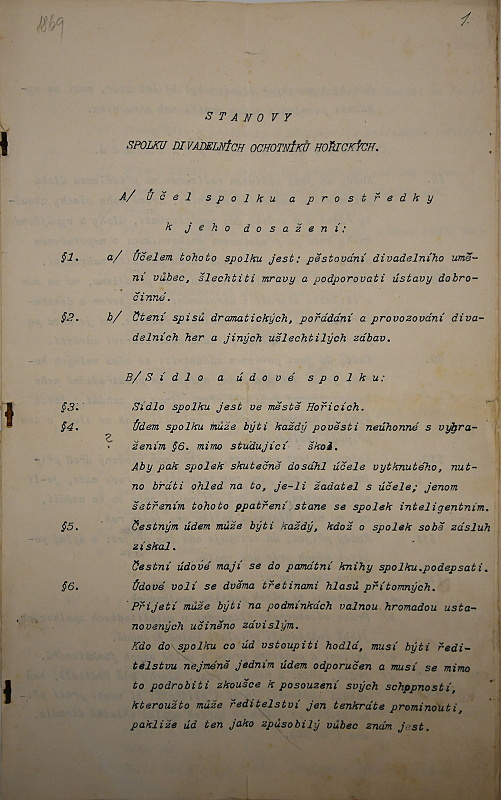 1869
1.
STANOVY
SPOLKU DIVADELNÍCH OCHOTNÍKŮ HOŘICKÝCH.
A/ Účel spolku a prostředky
k jeho dosažení:
§1. a/ Účelem tohoto spolku jest: pěstování divadelního umě-
ní vůbec, šlechtiti mravy a podporovati ústavy dobro-
činné.
§2. b/ Čtení spisů dramatických, pořádání a provozování diva-
delních her a jiných ušlechtilých zábav.
B/ Sídlo a údové spolku:
§3. Sídlo spolku jest ve městě Hořicích.
§4. Údem spolku může býti každý pověsti neúhonné s vyhra-
? žením §6. mimo studující škol.
Aby pak spolek skutečně dosáhl účele vytknutého, nut-
no bráti ohled na to, je-li žadatel s účele; jenom
šetřením tohoto opatření stane se spolek inteligentním.
§5. Čestným údem může býti každý, kdož o spolek sobě zásluh
získal.
Čestní údové mají se do památní knihy spolku podepsati.
§6. Údové volí se dvěma třetinami hlasů přítomných.
Přijetí může býti na podmínkách valnou hromadou usta-
novených učiněno závislým.
Kdo do spolku co úd vstoupiti hodlá, musí býti ředi-
telstvu nejméně jedním údem odporučen a musí se mimo
to podrobiti zkoušce k posouzení svých schopností,
kteroužto může ředitelství jen tenkráte prominouti,
pakliže úd ten jako způsobilý vůbec znám jest.